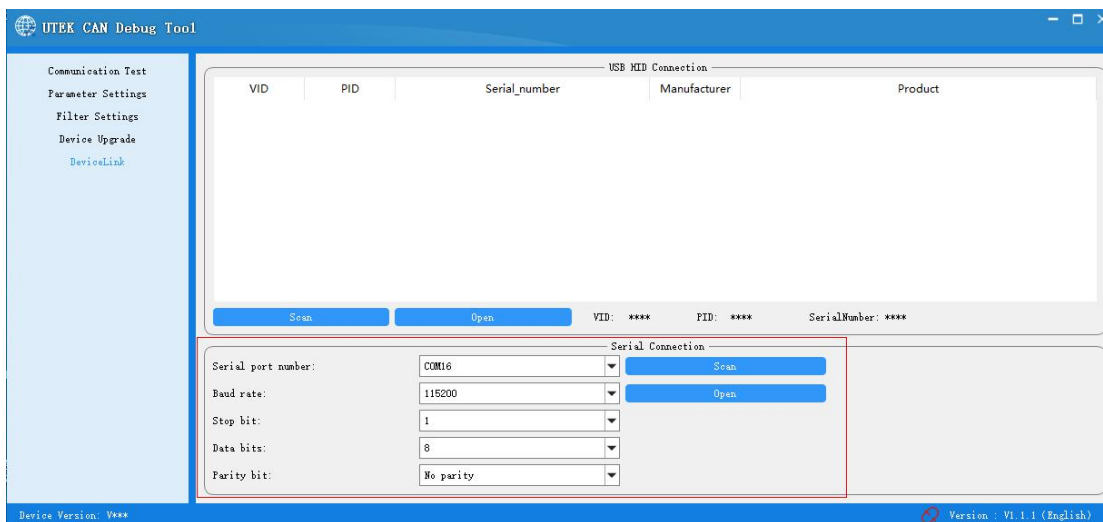 UTEK CAN Debug Tool
Communication Test
Parameter Settings
Filter Settings
Device Upgrade
DeviceLink
USB HID Connection
VID PID Serial_number Manufacturer Product
Scan Open VID: **** PID: **** SerialNumber: ****
Serial Connection
Serial port number: COM16 Scan
Baud rate: 115200 Open
Stop bit: 1
Data bits: 8
Parity bit: No parity
Device Version: V*** Version : V1.1.1 (English)